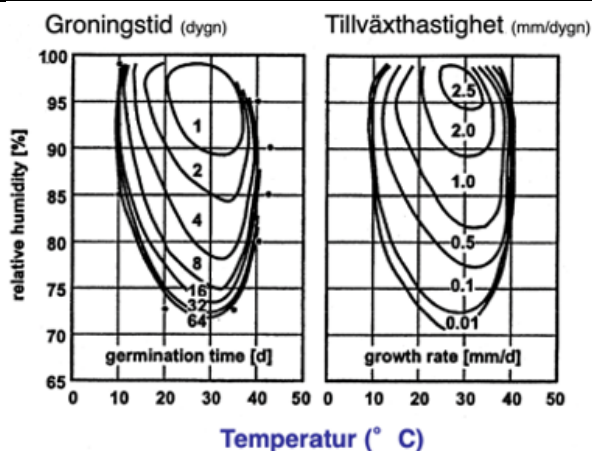 Groningstid (dygn)
Tillväxthastighet (mm/dygn)
relative humidity [%]
100
95
90
85
80
75
70
65
1
2
4
8
16
32
64
germination time [d]
0 10 20 30 40 50
2.5
2.0
1.0
0.5
0.1
0.01
growth rate [mm/d]
0 10 20 30 40 50
Temperatur (° C)